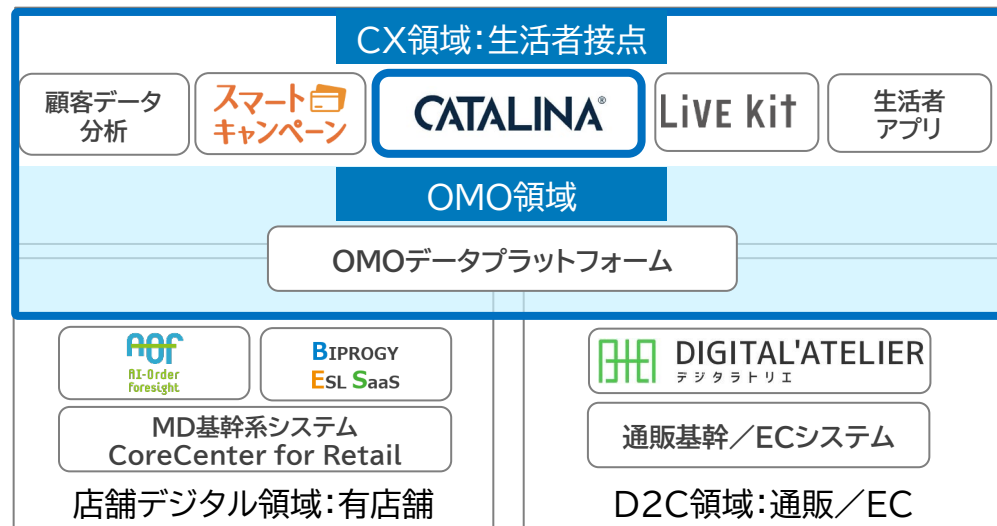 CX領域:生活者接点
顧客データ
分析
スマート
キャンペーン
CATALINA®
LiVE kit
生活者
アプリ
OMO領域
OMOデータプラットフォーム
AOF
AI-Order
Foresight
BIPROGY
ESL SaaS
DIGITAL'ATELIER
デジタラトリエ
MD基幹系システム
CoreCenter for Retail
通販基幹/ECシステム
店舗デジタル領域:有店舗
D2C領域:通販/EC